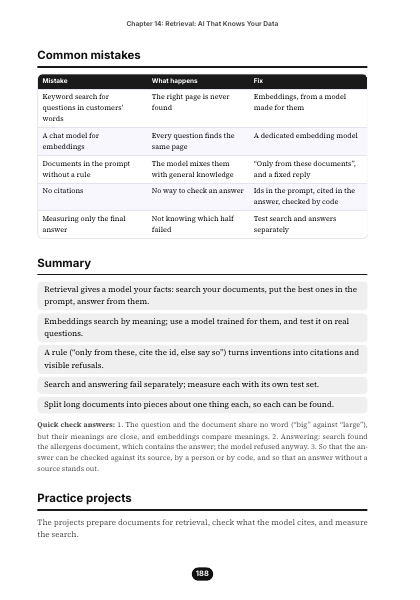 Chapter 14: Retrieval: AI That Knows Your Data
Common mistakes
Mistake What happens Fix
Keyword search for questions in customers' words The right page is never found Embeddings, from a model made for them
A chat model for embeddings Every question finds the same page A dedicated embedding model
Documents in the prompt without a rule The model mixes them with general knowledge “Only from these documents”, and a fixed reply
No citations No way to check an answer Ids in the prompt, cited in the answer, checked by code
Measuring only the final answer Not knowing which half failed Test search and answers separately
Summary
Retrieval gives a model your facts: search your documents, put the best ones in the
prompt, answer from them.
Embeddings search by meaning; use a model trained for them, and test it on real
questions.
A rule (“only from these, cite the id, else say so”) turns inventions into citations and
visible refusals.
Search and answering fail separately; measure each with its own test set.
Split long documents into pieces about one thing each, so each can be found.
Quick check answers: 1. The question and the document share no word (“big” against “large”),
but their meanings are close, and embeddings compare meanings. 2. Answering: search found
the allergens document, which contains the answer; the model refused anyway. 3. So that the an-
swer can be checked against its source, by a person or by code, and so that an answer without a
source stands out.
Practice projects
The projects prepare documents for retrieval, check what the model cites, and measure
the search.
188